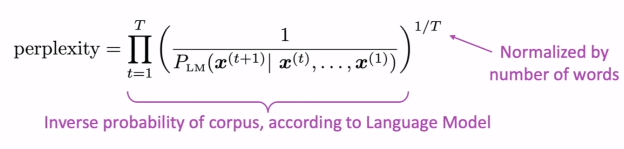 perplexity = ∏_{t=1}^{T} ( 1 / P_LM(x^(t+1) | x^(t), . . . , x^(1)) )^{1/T}
Normalized by
number of words
Inverse probability of corpus, according to Language Model